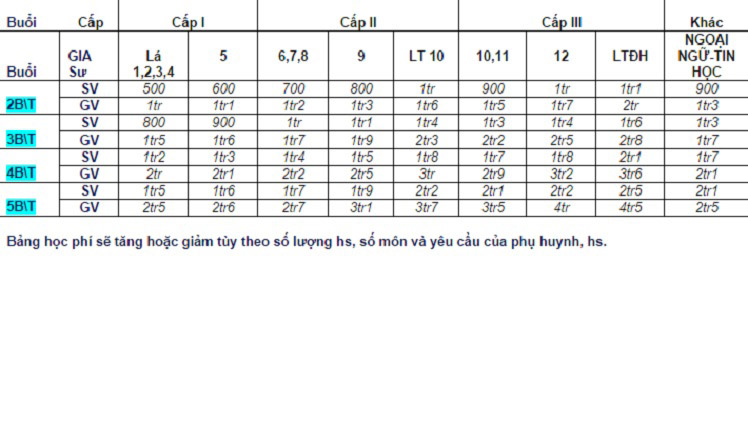 Buổi Cấp Cấp I Cấp II Cấp III Khác
Buổi GIA Sư Lá 1,2,3,4 5 6,7,8 9 LT 10 10,11 12 LTĐH NGOẠI NGỮ-TIN HỌC
2B\T SV 500 600 700 800 1tr 900 1tr 1tr1 900
GV 1tr 1tr1 1tr2 1tr3 1tr6 1tr5 1tr7 2tr 1tr3
3B\T SV 800 900 1tr 1tr1 1tr4 1tr3 1tr4 1tr6 1tr3
GV 1tr5 1tr6 1tr7 1tr9 2tr3 2tr2 2tr5 2tr8 1tr7
4B\T SV 1tr2 1tr3 1tr4 1tr5 1tr8 1tr7 1tr8 2tr1 1tr7
GV 2tr 2tr1 2tr2 2tr5 3tr 2tr9 3tr2 3tr6 2tr1
5B\T SV 1tr5 1tr6 1tr7 1tr9 2tr2 2tr1 2tr2 2tr5 2tr1
GV 2tr5 2tr6 2tr7 3tr1 3tr7 3tr5 4tr 4tr5 2tr5
Bảng học phí sẽ tăng hoặc giảm tùy theo số lượng hs, số môn và yêu cầu của phụ huynh, hs.